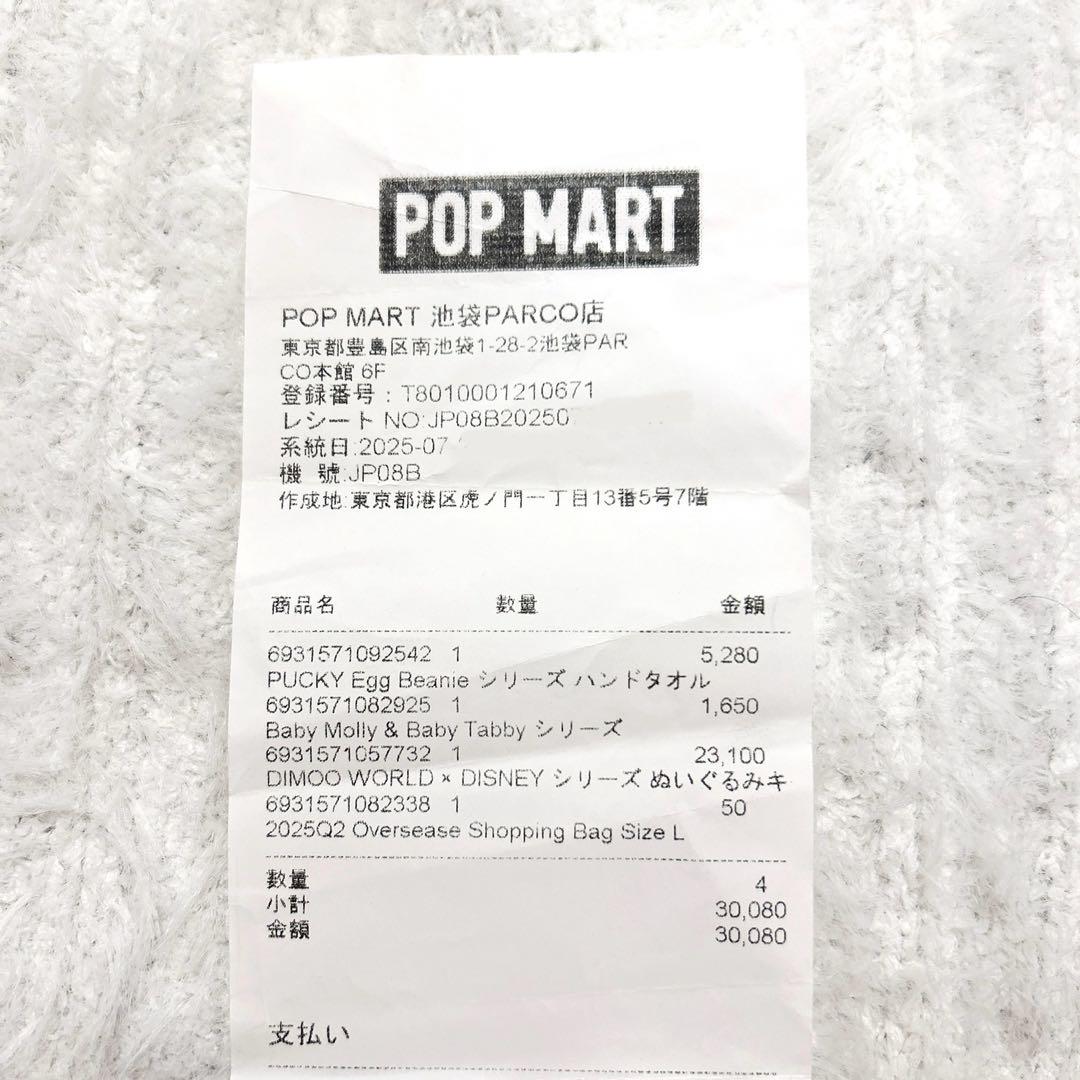 POP MART
POP MART 池袋PARCO店
東京都豊島区南池袋1-28-2池袋PAR
CO本館 6F
登録番号：T8010001210671
レシート NO:JP08B20250
系統日:2025-07
機 號:JP08B
作成地:東京都港区虎ノ門一丁目13番5号7階
商品名 数量 金額
6931571092542 1 5,280
PUCKY Egg Beanie シリーズ ハンドタオル
6931571082925 1 1,650
Baby Molly & Baby Tabby シリーズ
6931571057732 1 23,100
DIMOO WORLD × DISNEY シリーズ ぬいぐるみキ
6931571082338 1 50
2025Q2 Oversease Shopping Bag Size L
数量 4
小計 30,080
金額 30,080
支払い